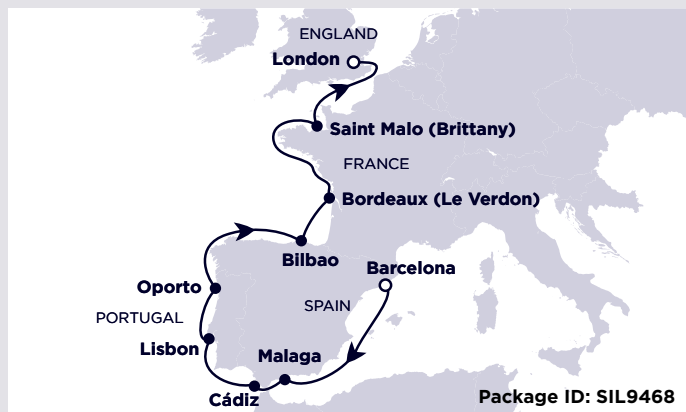 ENGLAND
London
Saint Malo (Brittany)
FRANCE
Bordeaux (Le Verdon)
Bilbao
Barcelona
Oporto
SPAIN
PORTUGAL
Lisbon
Malaga
Cádiz
Package ID: SIL9468